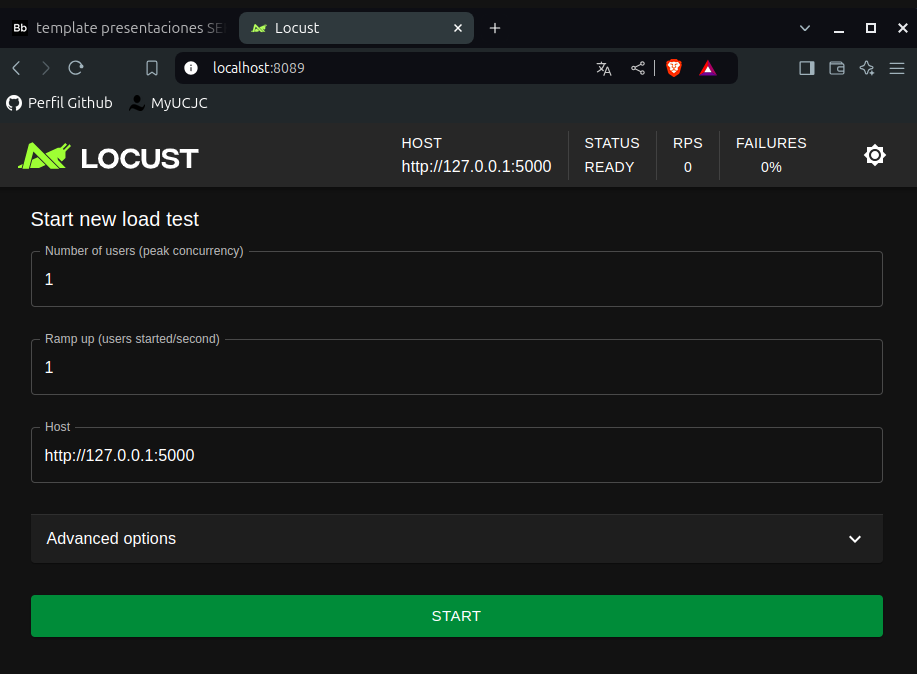 Bb template presentaciones SE
Locust
localhost:8089
Perfil Github MyUCJC
LOCUST
HOST
http://127.0.0.1:5000
STATUS
READY
RPS
0
FAILURES
0%
Start new load test
Number of users (peak concurrency)
1
Ramp up (users started/second)
1
Host
http://127.0.0.1:5000
Advanced options
START